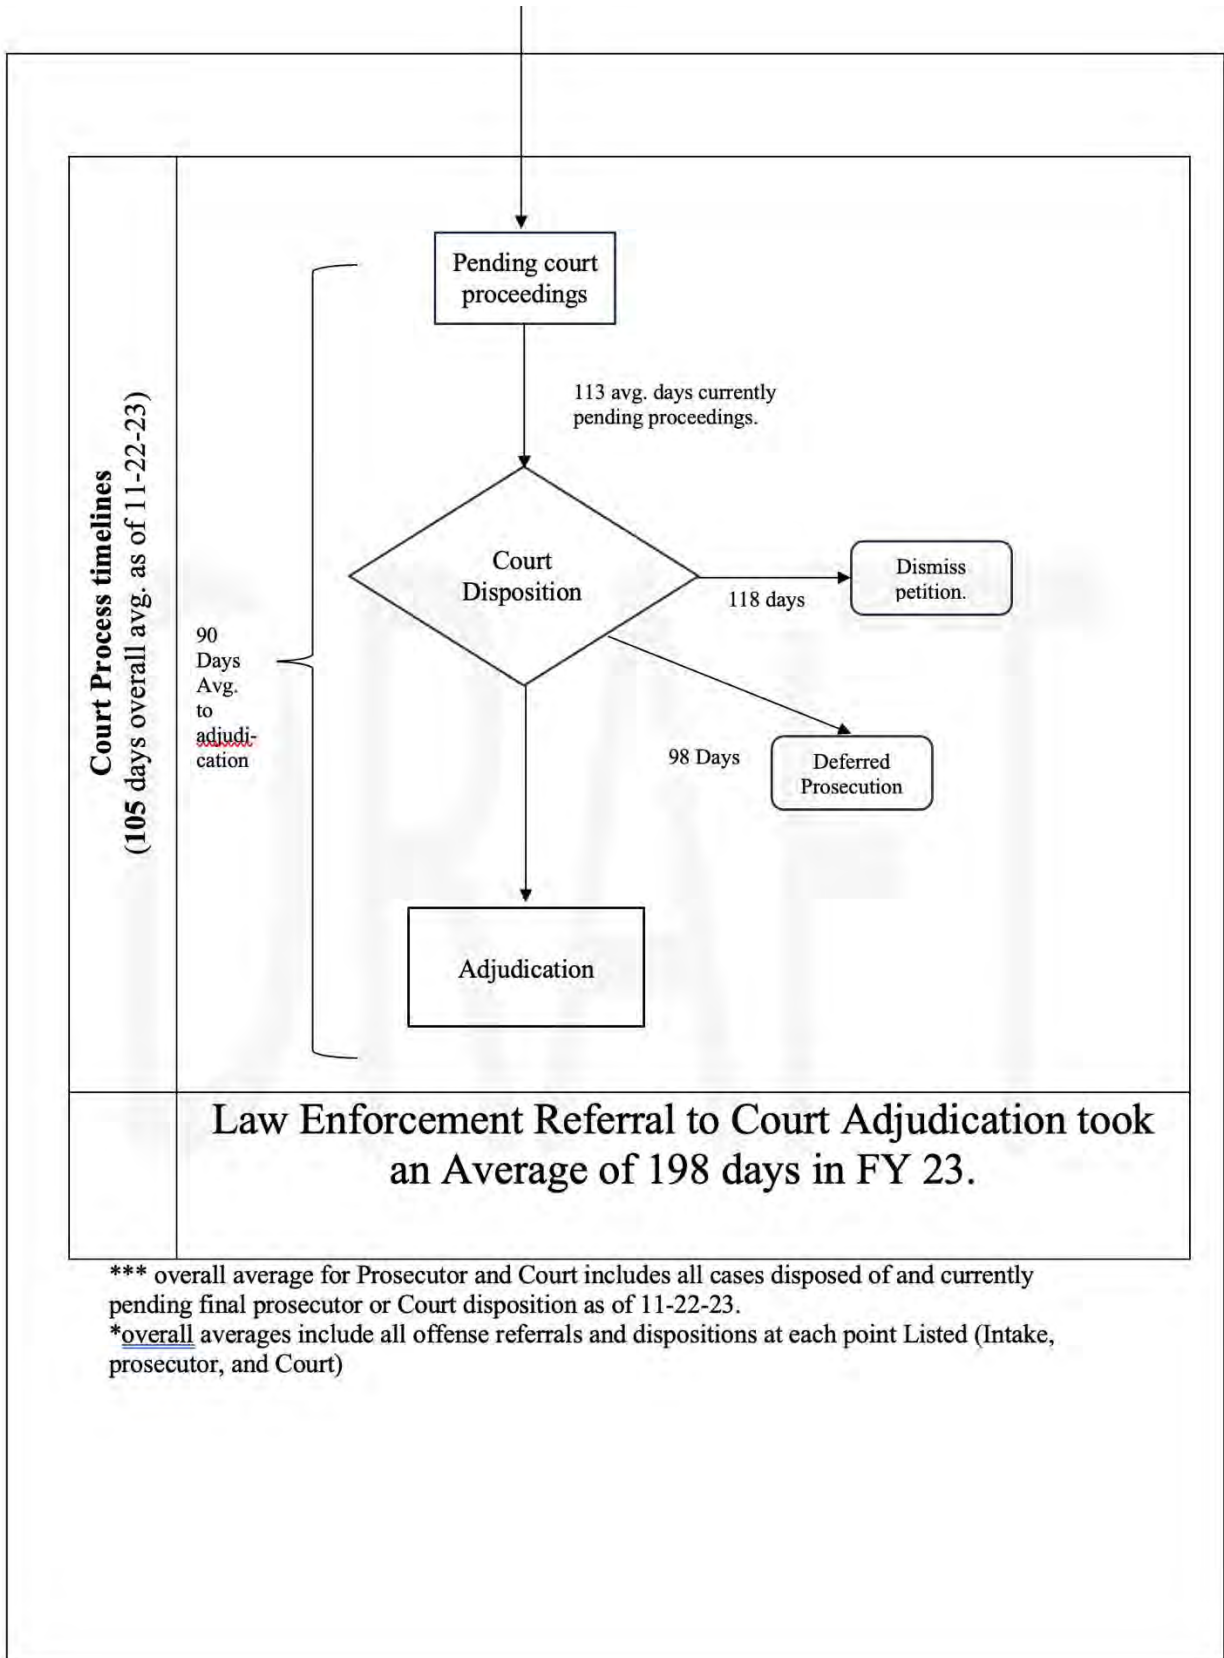 Court Process timelines
(105 days overall avg. as of 11-22-23)
Pending court
proceedings
113 avg. days currently
pending proceedings.
Court
Disposition
118 days
Dismiss
petition.
90
Days
Avg.
to
adjudi-
cation
98 Days
Deferred
Prosecution
Adjudication
Law Enforcement Referral to Court Adjudication took
an Average of 198 days in FY 23.
*** overall average for Prosecutor and Court includes all cases disposed of and currently
pending final prosecutor or Court disposition as of 11-22-23.
*overall averages include all offense referrals and dispositions at each point Listed (Intake,
prosecutor, and Court)
DRAFT